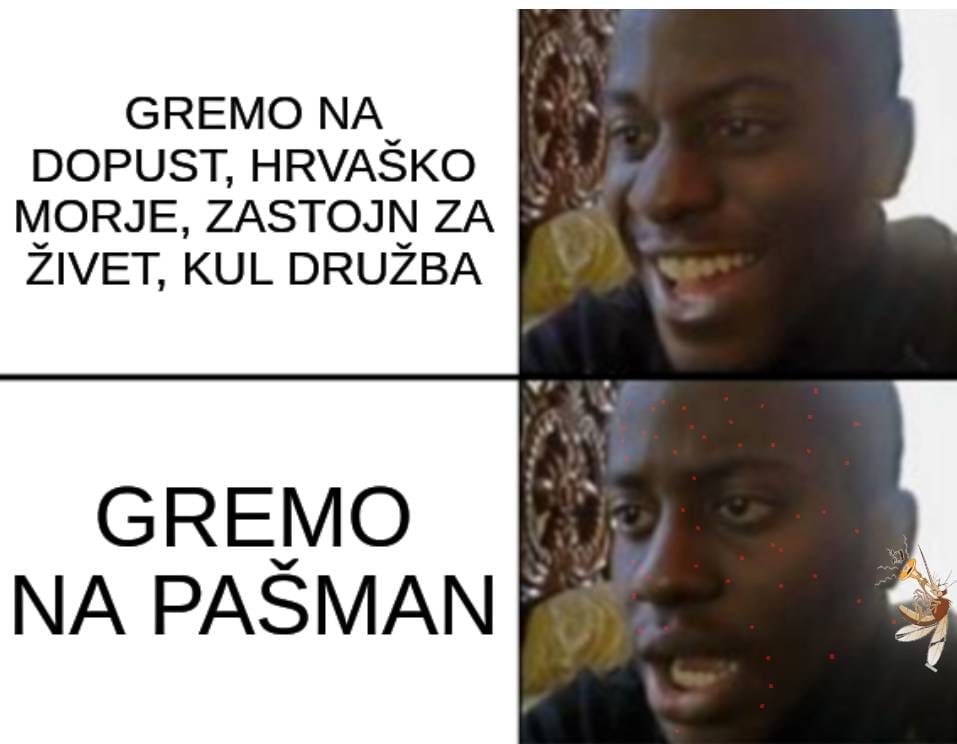 GREMO NA
DOPUST, HRVAŠKO
MORJE, ZASTOJN ZA
ŽIVET, KUL DRUŽBA
GREMO
NA PAŠMAN